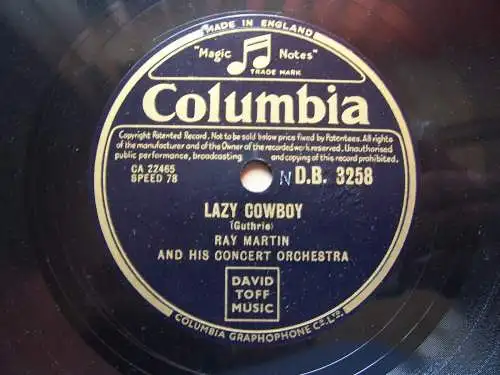 MADE IN ENGLAND
"Magic Notes"
TRADE MARK
Columbia
Copyright Patented Record. Not to be sold below price fixed by Patentees. All rights
of the manufacturer and of the Owner of the recorded work reserved. Unauthorised
public performance, broadcasting and copying of this record prohibited.
CA 22465
SPEED 78
N D.B. 3258
LAZY COWBOY
(Guthrie)
RAY MARTIN
AND HIS CONCERT ORCHESTRA
DAVID
TOFF
MUSIC
COLUMBIA GRAPHOPHONE Co. LTD.